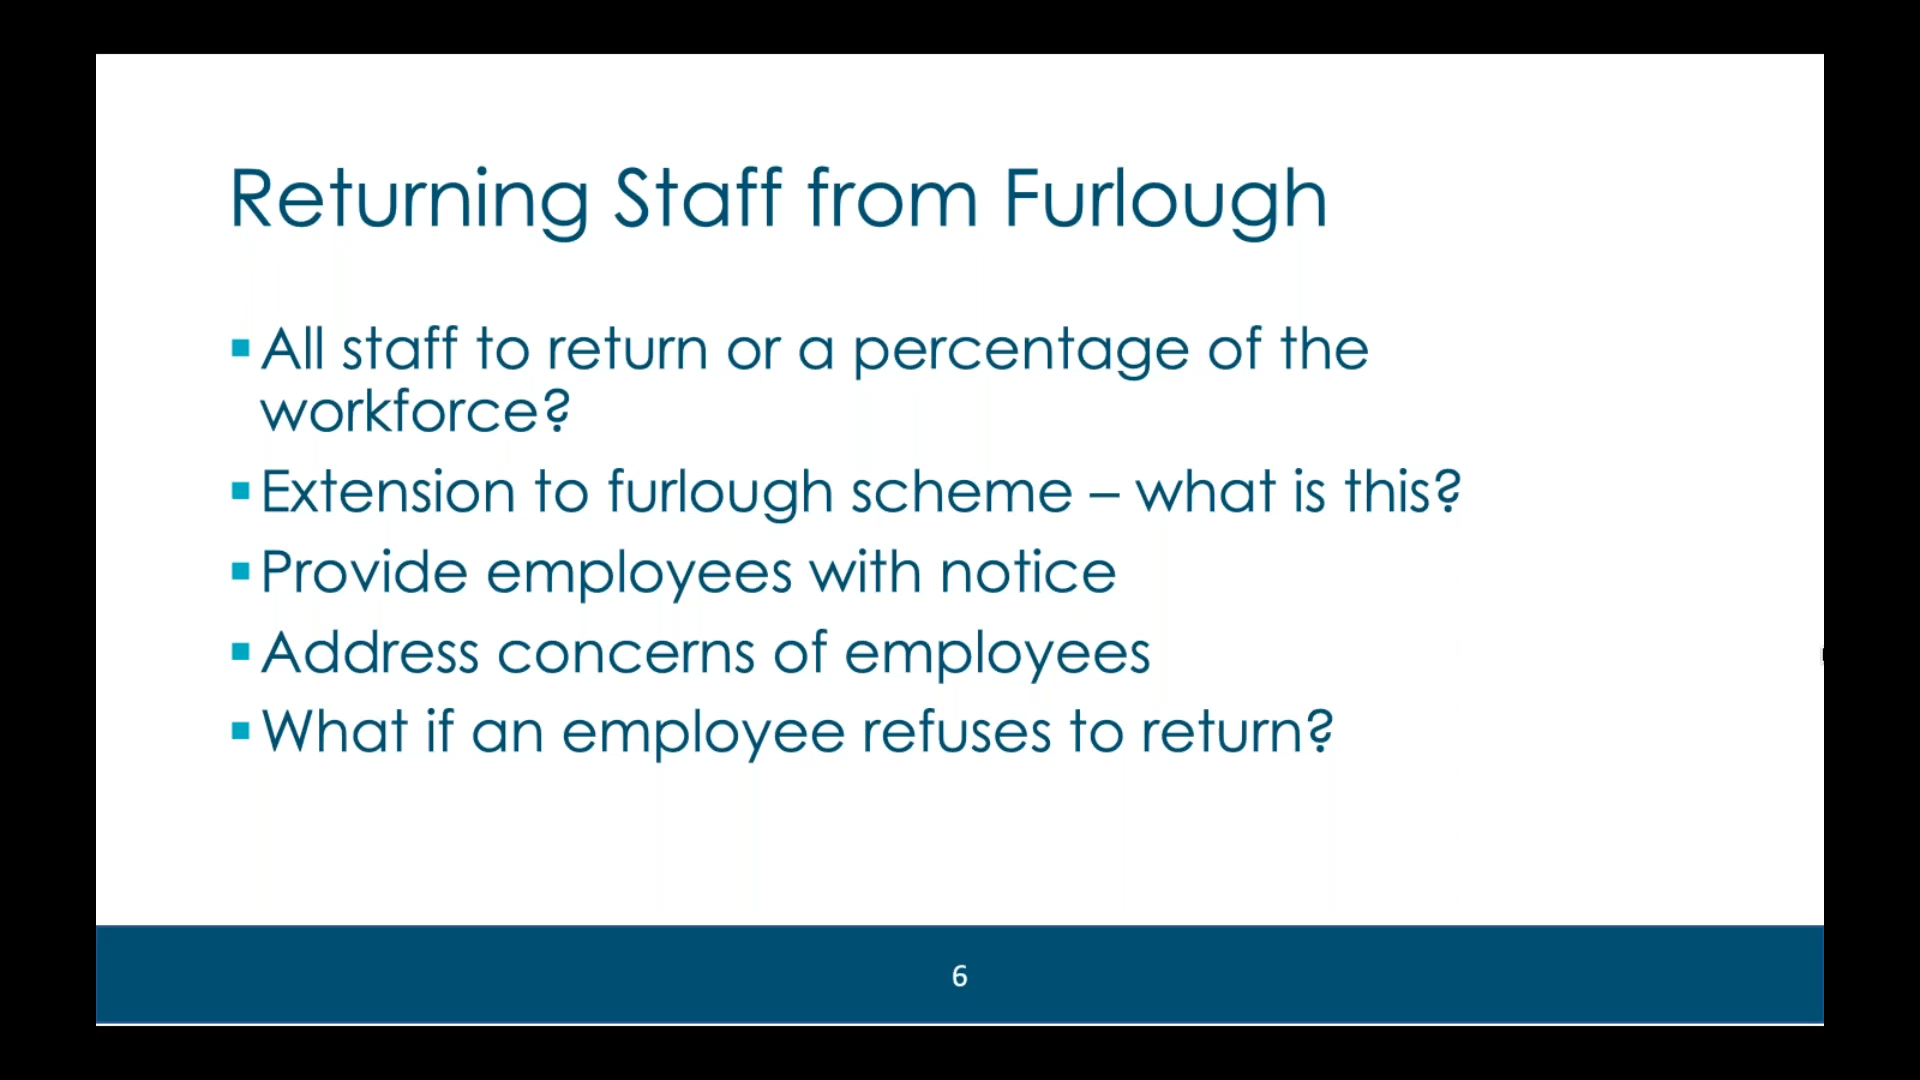 Returning Staff from Furlough
▪All staff to return or a percentage of the
workforce?
▪Extension to furlough scheme – what is this?
▪Provide employees with notice
▪Address concerns of employees
▪What if an employee refuses to return?
6